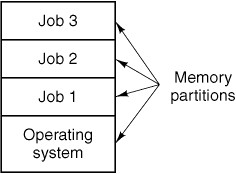 Job 3
Job 2
Job 1
Operating
system
Memory
partitions